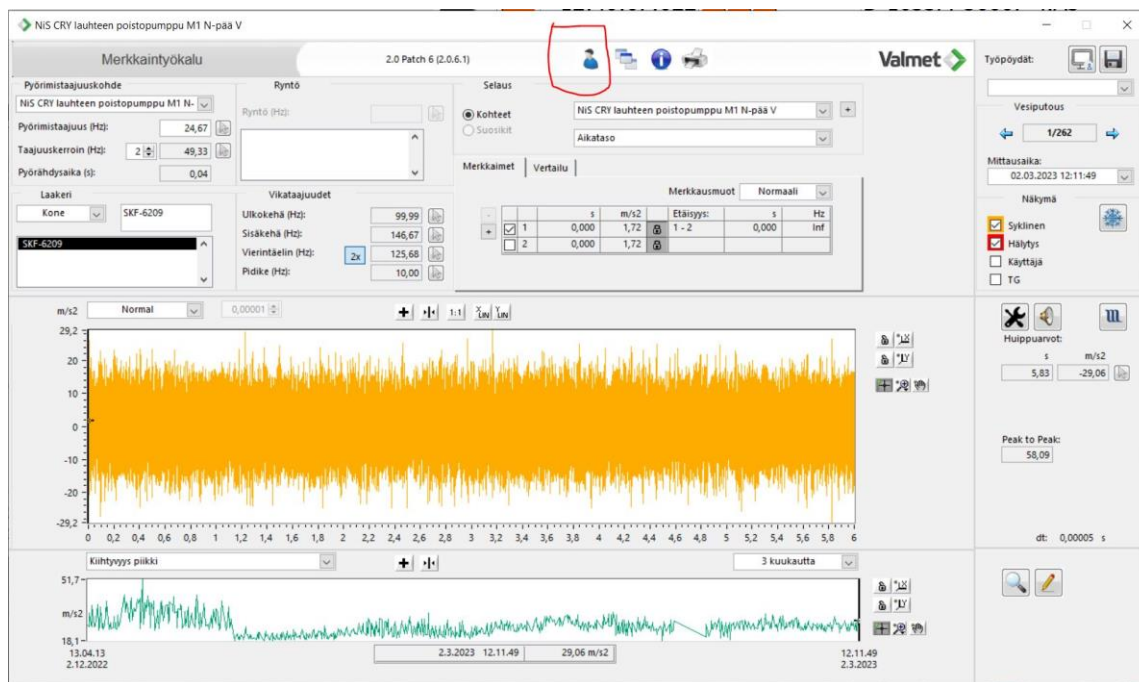 NiS CRY lauhteen poistopumppu M1 N-pää V
Merkkaintyökalu
2.0 Patch 6 (2.0.6.1)
Valmet
Työpöydät:
Pyörimistaajuuskohde
NiS CRY lauhteen poistopumppu M1 N-
Pyörimistaajuus (Hz): 24,67
Taajuuskerroin (Hz): 2 49,33
Pyörähdysaika (s): 0,04
Ryntö
Ryntö (Hz):
Selaus
Kohteet NiS CRY lauhteen poistopumppu M1 N-pää V +
Suosikit Aikataso
Merkkaimet Vertailu
Merkkausmuot Normaali
s m/s2 Etäisyys: s Hz
- 1 0,000 1,72 1 - 2 0,000 Inf
+ 2 0,000 1,72
Laakeri
Kone SKF-6209
SKF-6209
Vikataajuudet
Ulkokehä (Hz): 99,99
Sisäkehä (Hz): 146,67
Vierintäelin (Hz): 2x 125,68
Pidike (Hz): 10,00
Vesiputous
1/262
Mittausaika:
02.03.2023 12:11:49
Näkymä
Syklinen
Hälytys
Käyttäjä
TG
m/s2 Normal 0,00001 1:1 X LIN Y LIN
29,2
20
10
0
-10
-20
-29,2
0 0,2 0,4 0,6 0,8 1 1,2 1,4 1,6 1,8 2 2,2 2,4 2,6 2,8 3 3,2 3,4 3,6 3,8 4 4,2 4,4 4,6 4,8 5 5,2 5,4 5,6 5,8 6
Huippuarvot:
s m/s2
5,83 -29,06
Peak to Peak:
58,09
dt: 0,00005 s
Kiihtyvyys piikki
3 kuukautta
51,7
m/s2
18,1
13.04.13
2.12.2022
2.3.2023 12.11.49 29,06 m/s2
12.11.49
2.3.2023